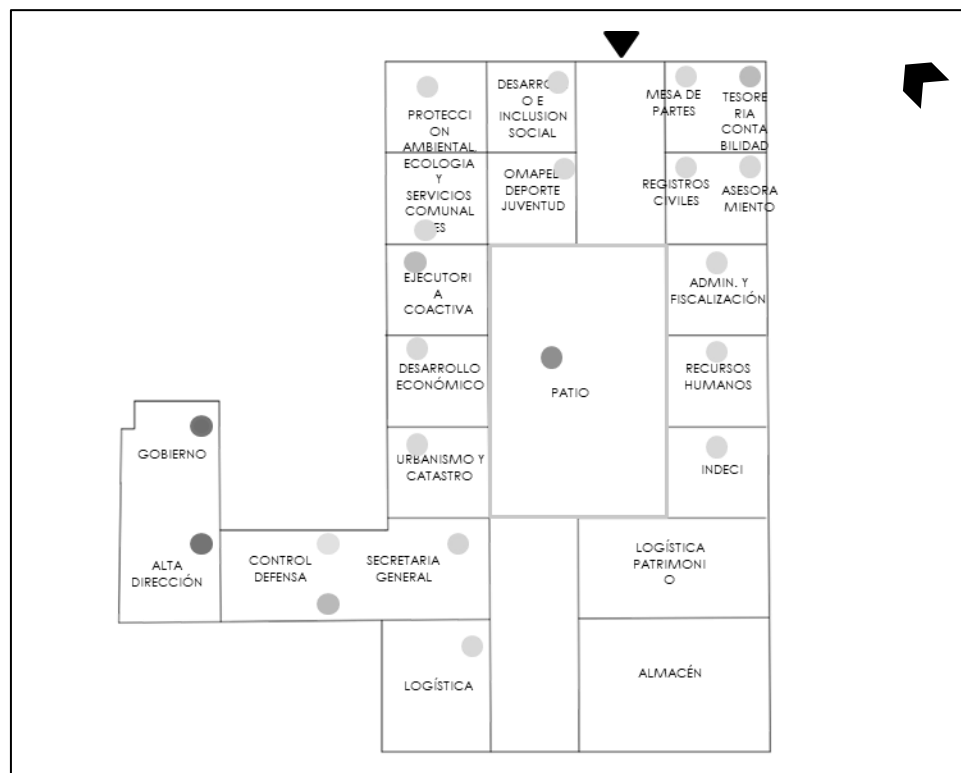 PROTECCI
ON
AMBIENTAL,
ECOLOGIA
Y
SERVICIOS
COMUNAL
ES
DESARROL
O E
INCLUSION
SOCIAL
MESA DE
PARTES
TESORE
RIA
CONTA
BILIDAD
OMAPED
DEPORTE
JUVENTUD
REGISTROS
CIVILES
ASESORA
MIENTO
EJECUTORI
A
COACTIVA
ADMIN. Y
FISCALIZACIÓN
DESARROLLO
ECONÓMICO
PATIO
RECURSOS
HUMANOS
GOBIERNO
URBANISMO Y
CATASTRO
INDECI
ALTA
DIRECCIÓN
CONTROL
DEFENSA
SECRETARIA
GENERAL
LOGÍSTICA
PATRIMONI
O
LOGÍSTICA
ALMACÉN